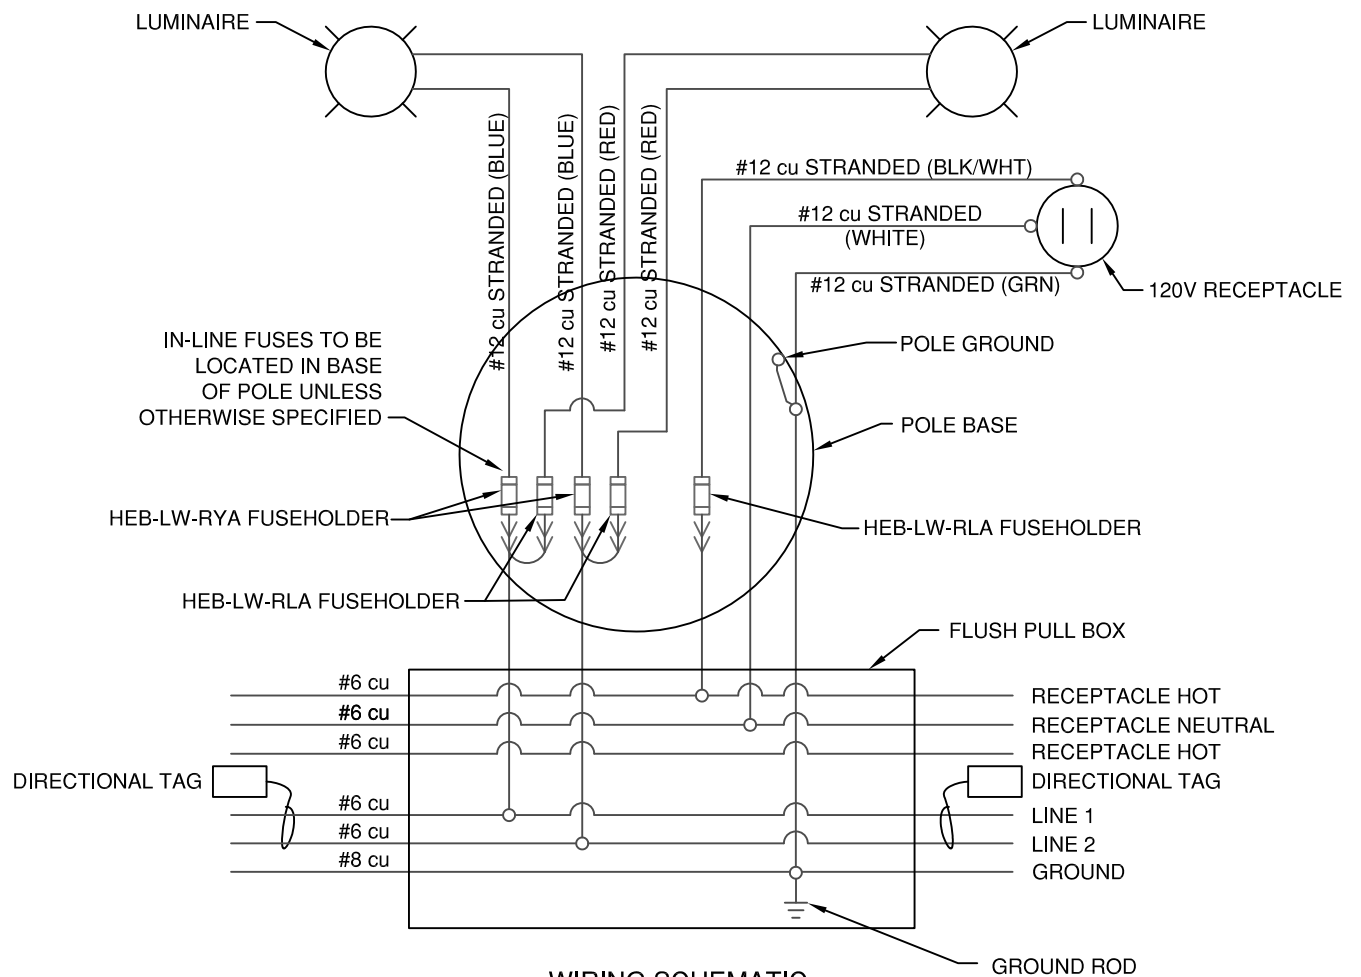 LUMINAIRE
LUMINAIRE
#12 cu STRANDED (BLUE)
#12 cu STRANDED (BLUE)
#12 cu STRANDED (RED)
#12 cu STRANDED (RED)
#12 cu STRANDED (BLK/WHT)
#12 cu STRANDED
(WHITE)
#12 cu STRANDED (GRN)
120V RECEPTACLE
IN-LINE FUSES TO BE
LOCATED IN BASE
OF POLE UNLESS
OTHERWISE SPECIFIED
POLE GROUND
POLE BASE
HEB-LW-RYA FUSEHOLDER
HEB-LW-RLA FUSEHOLDER
HEB-LW-RLA FUSEHOLDER
FLUSH PULL BOX
#6 cu
RECEPTACLE HOT
#6 cu
RECEPTACLE NEUTRAL
#6 cu
RECEPTACLE HOT
DIRECTIONAL TAG
DIRECTIONAL TAG
#6 cu
LINE 1
#6 cu
LINE 2
#8 cu
GROUND
GROUND ROD
WIRING SCHEMATIC